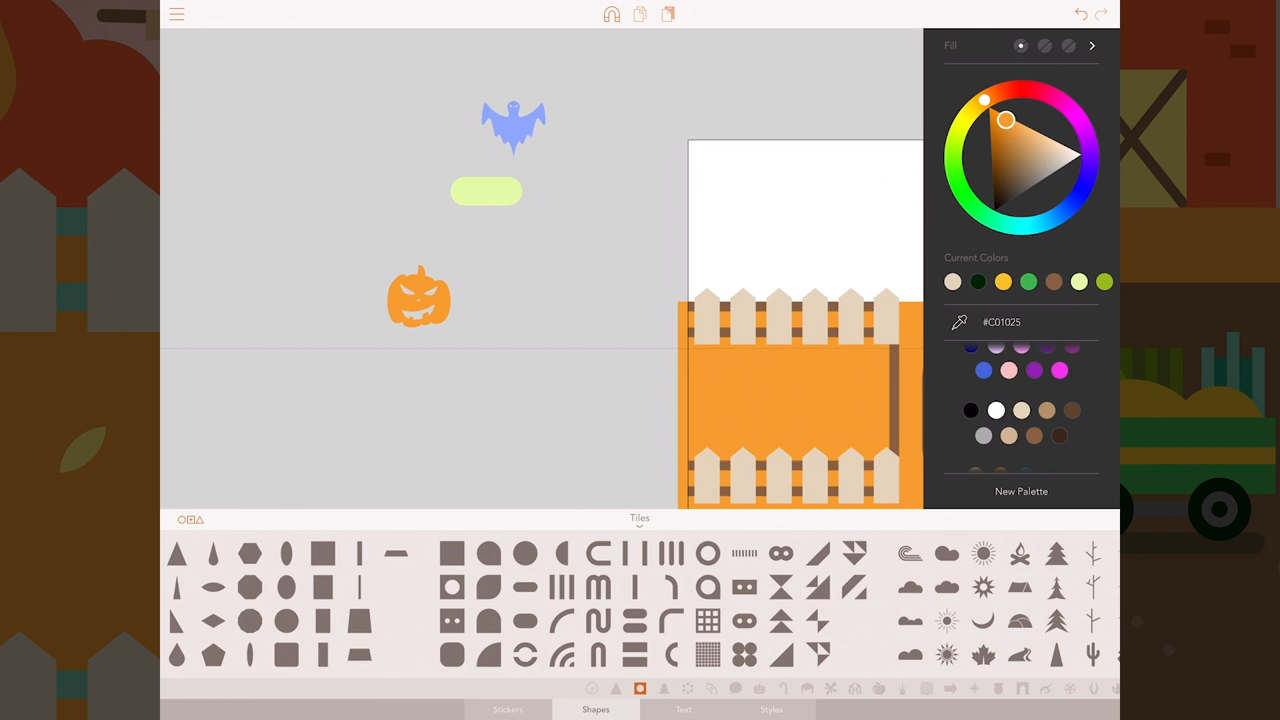 Fill
Current Colors
#C01025
New Palette
Tiles
Stickers
Shapes
Text
Styles